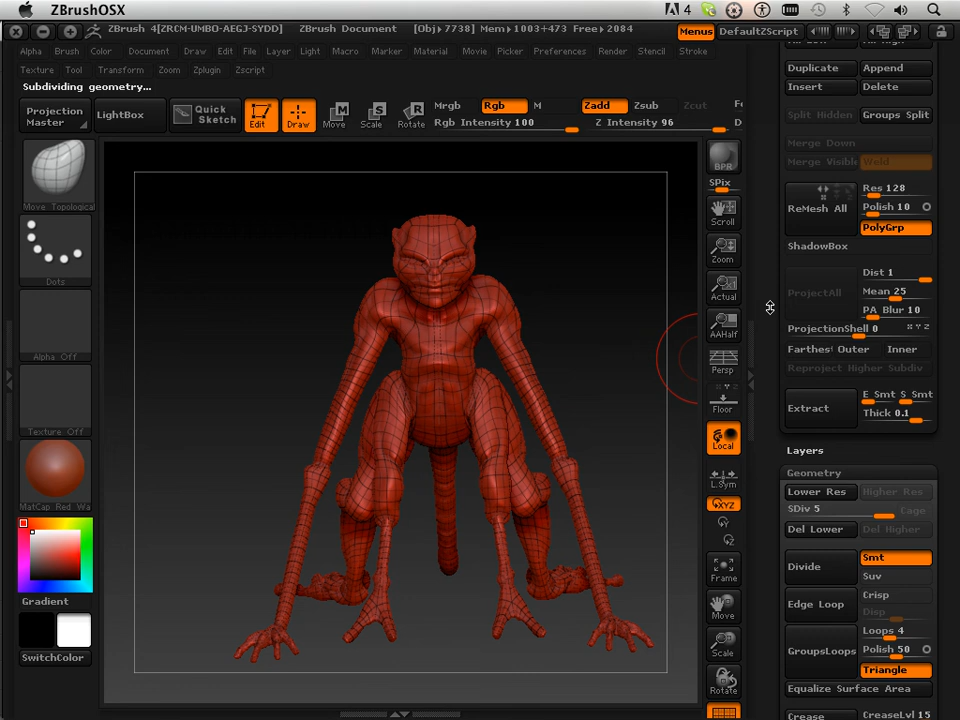 ZBrushOSX
4
ZBrush 4[ZRCM-UMBO-AEGJ-SYDD] ZBrush Document [Obj▸7738] Mem▸1003+473 Free▸2084 Menus DefaultZScript
Alpha Brush Color Document Draw Edit File Layer Light Macro Marker Material Movie Picker Preferences Render Stencil Stroke
Texture Tool Transform Zoom Zplugin Zscript
Subdividing geometry...
Projection Master
LightBox
Quick Sketch
Edit
Draw
Move
Scale
Rotate
Mrgb Rgb M Zadd Zsub Zcut
Rgb Intensity 100 Z Intensity 96
Move Topological
Dots
Alpha Off
Texture Off
MatCap Red Wa
Gradient
SwitchColor
BPR
SPix
Scroll
Zoom
Actual
AAHalf
Persp
Floor
Local
L.Sym
XYZ
Frame
Move
Scale
Rotate
Duplicate Append
Insert Delete
Split Hidden Groups Split
Merge Down
Merge Visible Weld
ReMesh All
Res 128
Polish 10
PolyGrp
ShadowBox
ProjectAll
Dist 1
Mean 25
PA Blur 10
ProjectionShell 0
X Y Z
Farthest Outer Inner
Reproject Higher Subdiv
Extract
E Smt S Smt
Thick 0.1
Layers
Geometry
Lower Res Higher Res
SDiv 5 Cage
Del Lower Del Higher
Divide
Smt
Suv
Edge Loop
Crisp
Disp
GroupsLoops
Loops 4
Polish 50
Triangle
Equalize Surface Area
Crease CreaseLvl 15